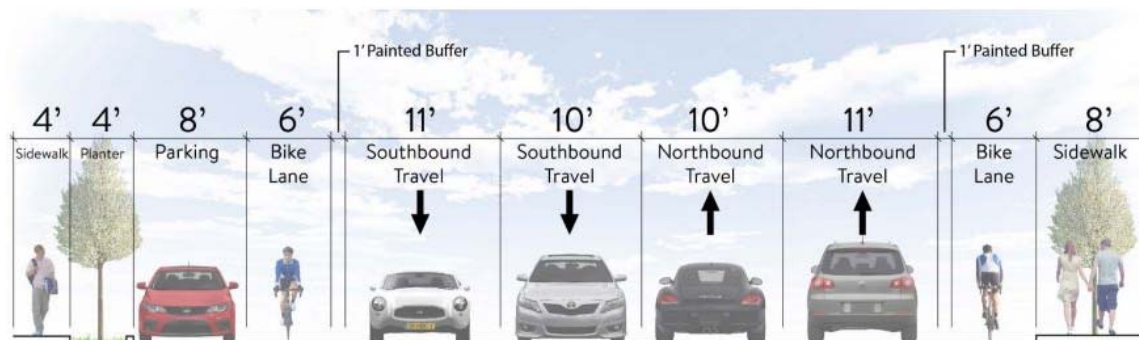 1' Painted Buffer
1' Painted Buffer
4' 4' 8' 6' 11' 10' 10' 11' 6' 8'
Sidewalk Planter Parking Bike Southbound Southbound Northbound Northbound Bike Sidewalk
Lane Travel Travel Travel Travel Lane